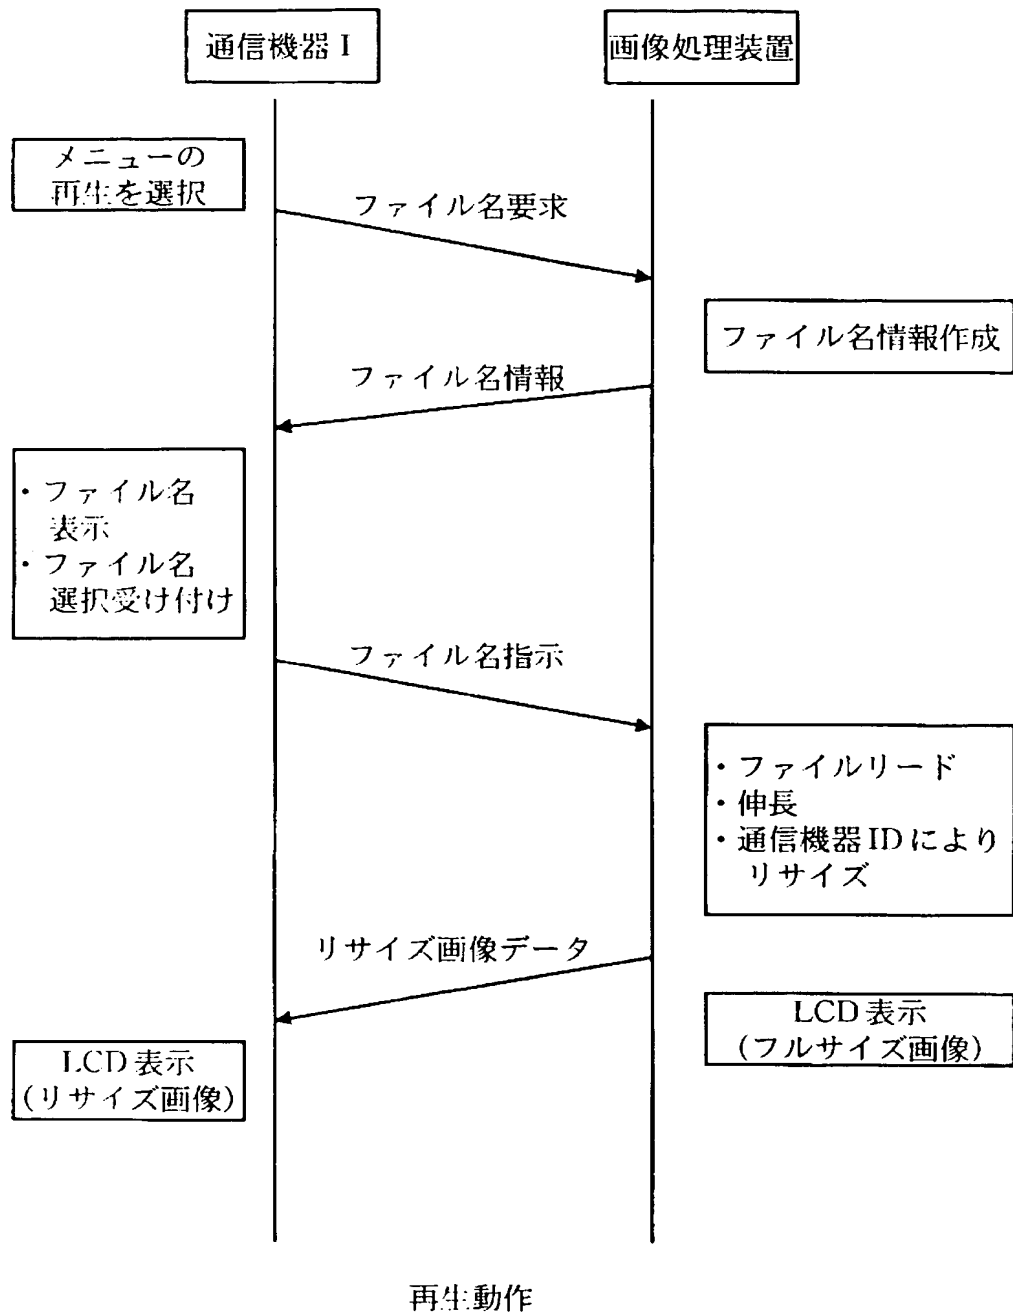 通信機器 I
画像処理装置
メニューの
再生を選択
ファイル名要求
ファイル名情報作成
ファイル名情報
・ファイル名
表示
・ファイル名
選択受け付け
ファイル名指示
・ファイルリード
・伸長
・通信機器IDにより
リサイズ
リサイズ画像データ
LCD 表示
(フルサイズ画像)
LCD 表示
(リサイズ画像)
再生動作